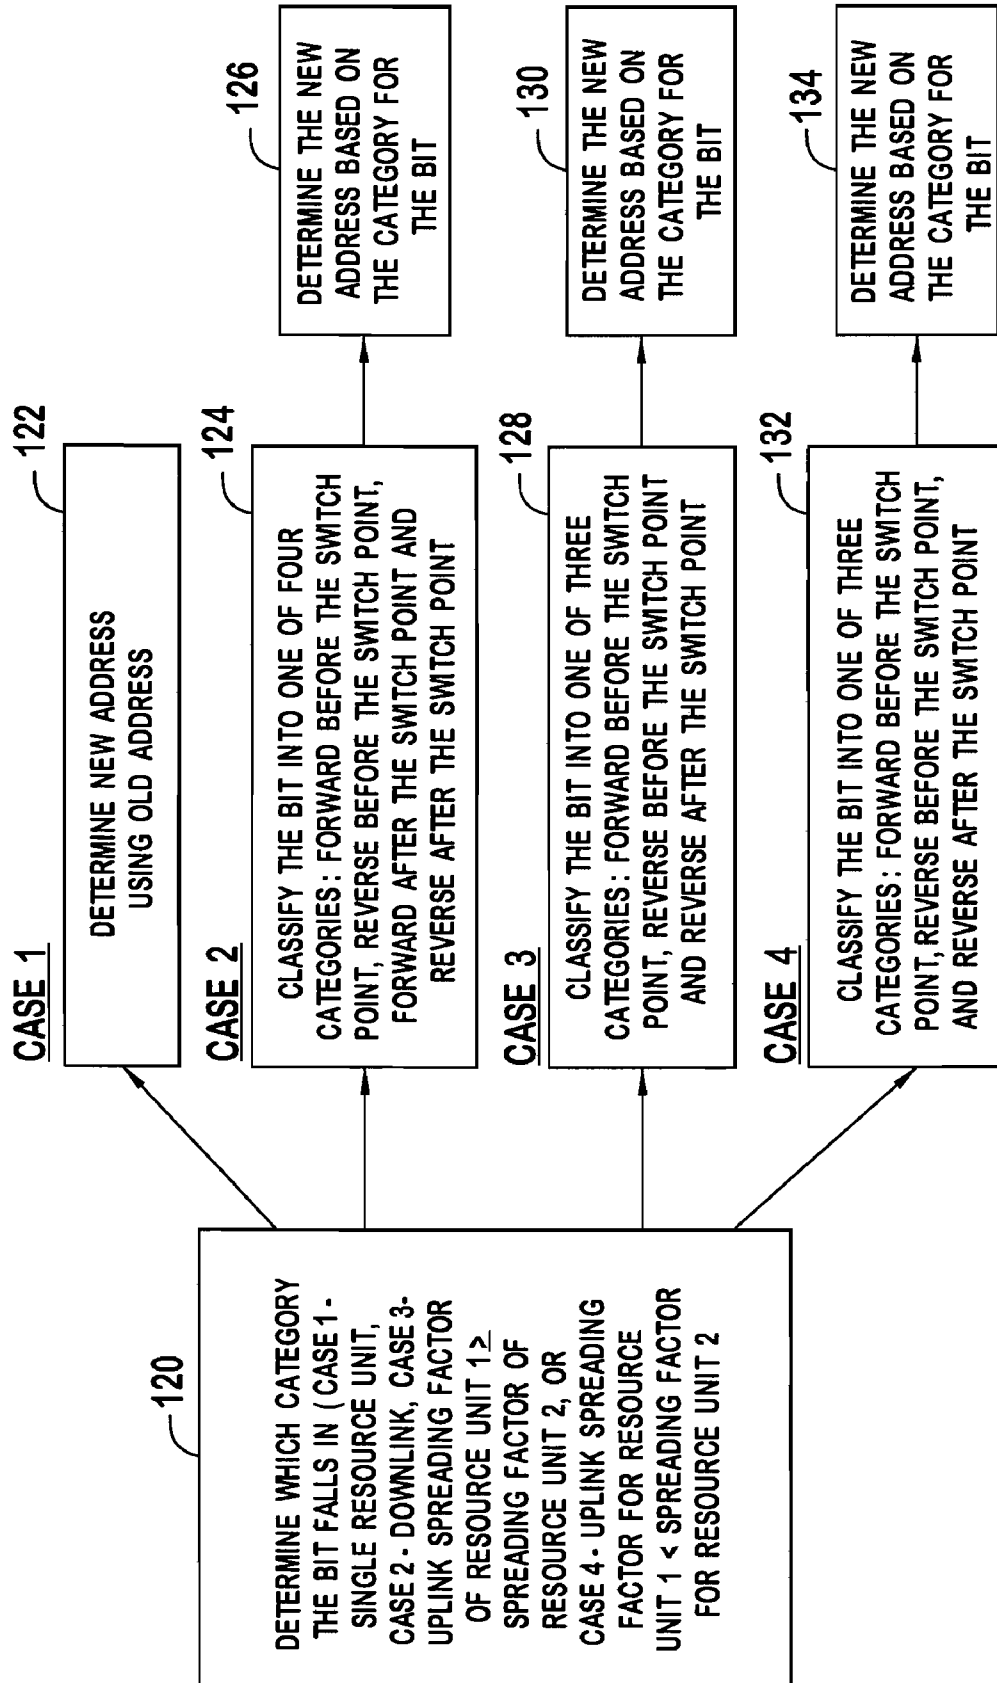 120
DETERMINE WHICH CATEGORY
THE BIT FALLS IN (CASE 1 -
SINGLE RESOURCE UNIT,
CASE 2 - DOWNLINK, CASE 3-
UPLINK SPREADING FACTOR
OF RESOURCE UNIT 1 ≥
SPREADING FACTOR OF
RESOURCE UNIT 2, OR
CASE 4 - UPLINK SPREADING
FACTOR FOR RESOURCE
UNIT 1 < SPREADING FACTOR
FOR RESOURCE UNIT 2
CASE 1
122
DETERMINE NEW ADDRESS
USING OLD ADDRESS
CASE 2
124
CLASSIFY THE BIT INTO ONE OF FOUR
CATEGORIES: FORWARD BEFORE THE SWITCH
POINT, REVERSE BEFORE THE SWITCH POINT,
FORWARD AFTER THE SWITCH POINT AND
REVERSE AFTER THE SWITCH POINT
126
DETERMINE THE NEW
ADDRESS BASED ON
THE CATEGORY FOR
THE BIT
CASE 3
128
CLASSIFY THE BIT INTO ONE OF THREE
CATEGORIES: FORWARD BEFORE THE SWITCH
POINT, REVERSE BEFORE THE SWITCH POINT
AND REVERSE AFTER THE SWITCH POINT
130
DETERMINE THE NEW
ADDRESS BASED ON
THE CATEGORY FOR
THE BIT
CASE 4
132
CLASSIFY THE BIT INTO ONE OF THREE
CATEGORIES: FORWARD BEFORE THE SWITCH
POINT, REVERSE BEFORE THE SWITCH POINT,
AND REVERSE AFTER THE SWITCH POINT
134
DETERMINE THE NEW
ADDRESS BASED ON
THE CATEGORY FOR
THE BIT